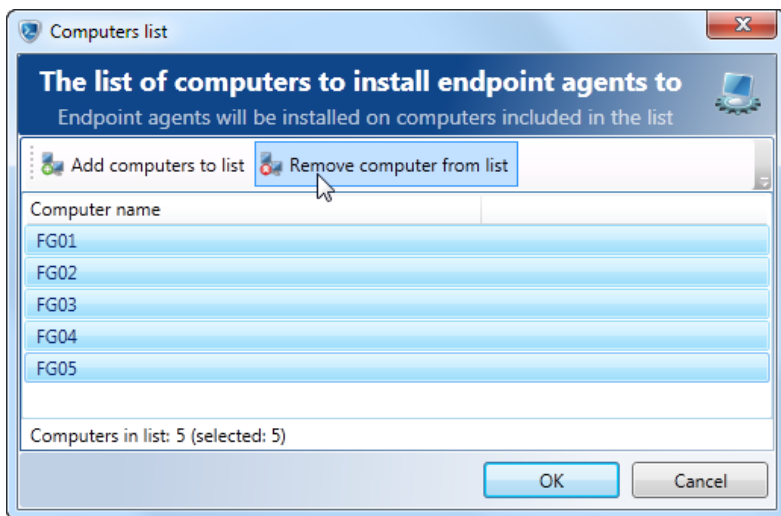 Computers list
The list of computers to install endpoint agents to
Endpoint agents will be installed on computers included in the list
Add computers to list Remove computer from list
Computer name
FG01
FG02
FG03
FG04
FG05
Computers in list: 5 (selected: 5)
OK Cancel